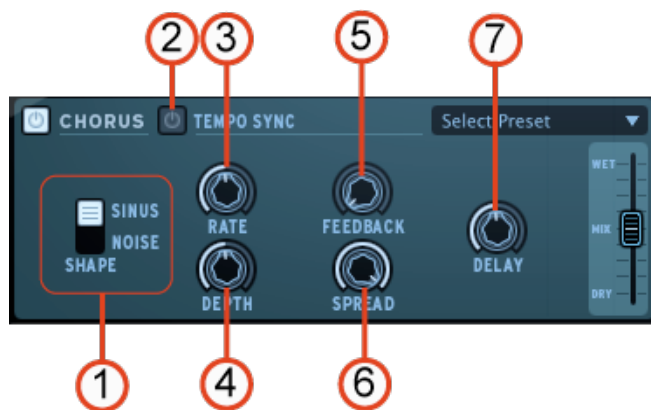 2 3 5 7
CHORUS TEMPO SYNC Select Preset
WET
SINUS
NOISE
SHAPE
RATE FEEDBACK
MIX
DELAY
DEPTH SPREAD
DRY
1 4 6